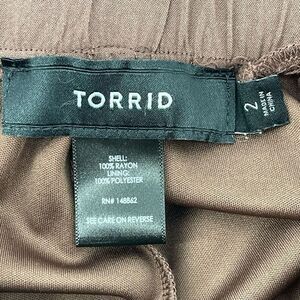 TORRID
2
MADE IN
CHINA
SHELL:
100% RAYON
LINING:
100% POLYESTER
RN# 148862
SEE CARE ON REVERSE